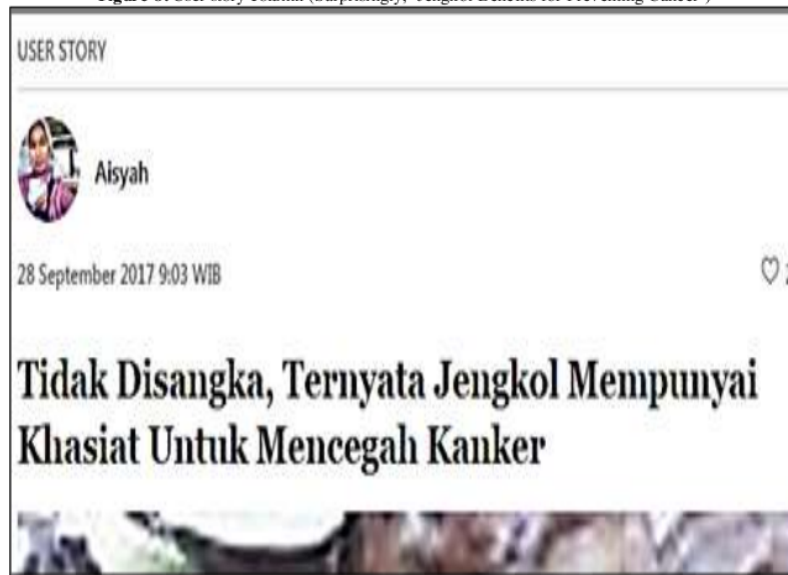 USER STORY
Aisyah
28 September 2017 9:03 WIB
Tidak Disangka, Ternyata Jengkol Mempunyai
Khasiat Untuk Mencegah Kanker